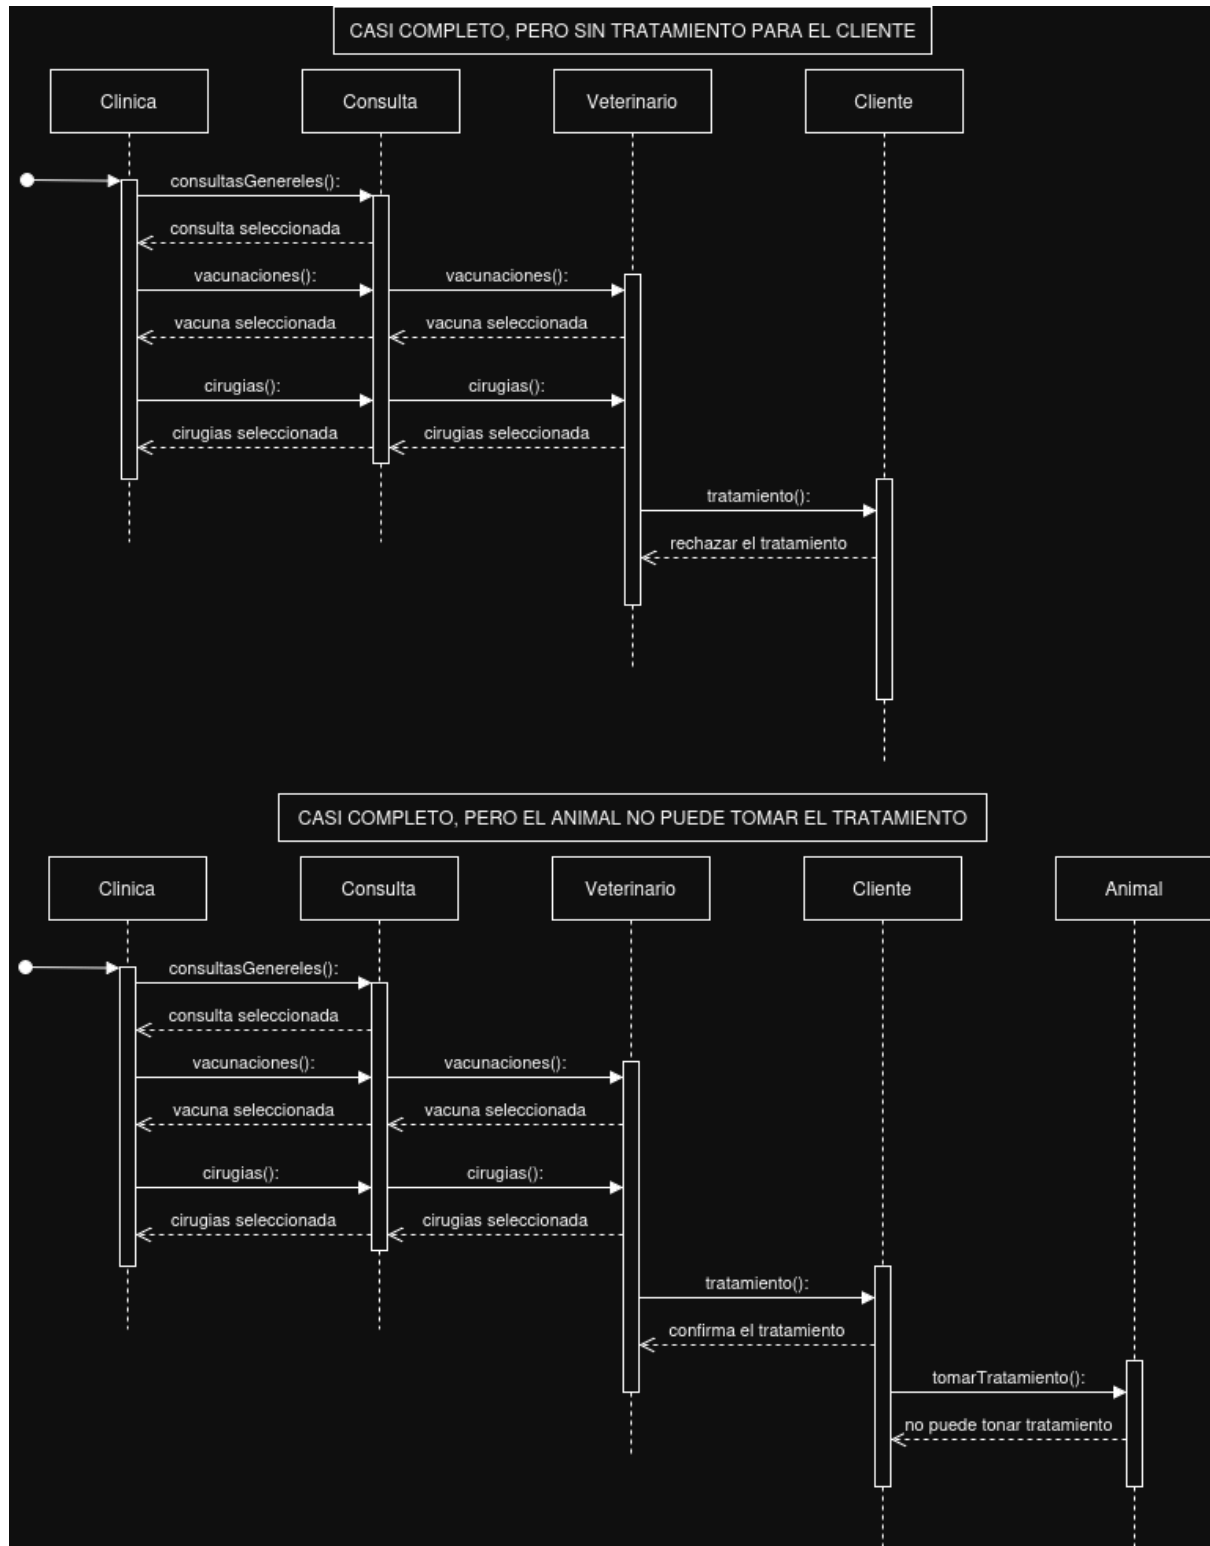 CASI COMPLETO, PERO SIN TRATAMIENTO PARA EL CLIENTE
Clinica
Consulta
Veterinario
Cliente
consultasGenereles():
consulta seleccionada
vacunaciones():
vacunaciones():
vacuna seleccionada
vacuna seleccionada
cirugias():
cirugias():
cirugias seleccionada
cirugias seleccionada
tratamiento():
rechazar el tratamiento
CASI COMPLETO, PERO EL ANIMAL NO PUEDE TOMAR EL TRATAMIENTO
Clinica
Consulta
Veterinario
Cliente
Animal
consultasGenereles():
consulta seleccionada
vacunaciones():
vacunaciones():
vacuna seleccionada
vacuna seleccionada
cirugias():
cirugias():
cirugias seleccionada
cirugias seleccionada
tratamiento():
confirma el tratamiento
tomarTratamiento():
no puede tonar tratamiento